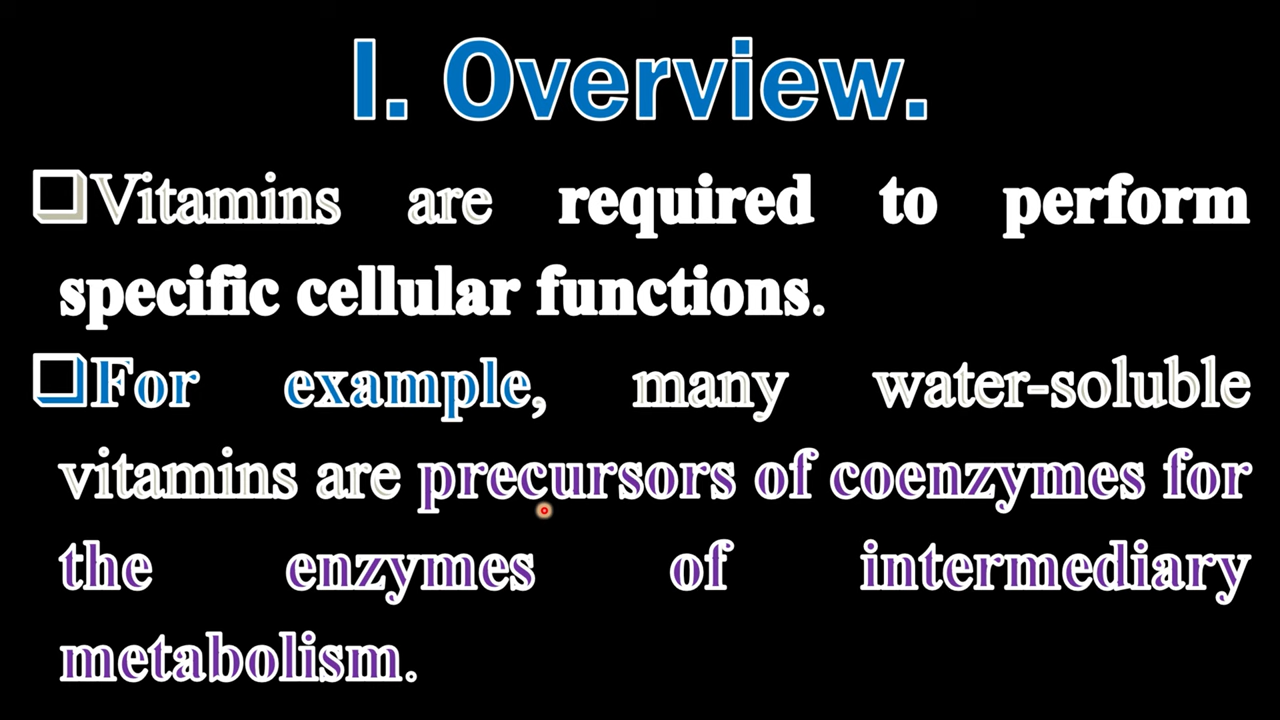 I. Overview.
Vitamins are required to perform
specific cellular functions.
For example, many water-soluble
vitamins are precursors of coenzymes for
the enzymes of intermediary
metabolism.